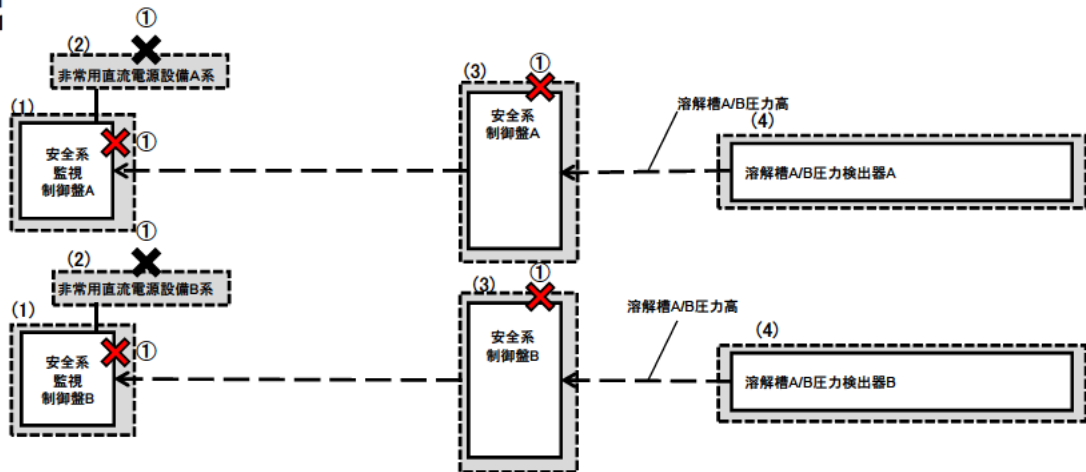 ①
(2)
非常用直流電源設備A系
(1)
①
安全系
監視
制御盤A
(3)
①
安全系
制御盤A
溶解槽A/B圧力高
(4)
溶解槽A/B圧力検出器A
①
(2)
非常用直流電源設備B系
(1)
①
安全系
監視
制御盤B
(3)
①
安全系
制御盤B
溶解槽A/B圧力高
(4)
溶解槽A/B圧力検出器B